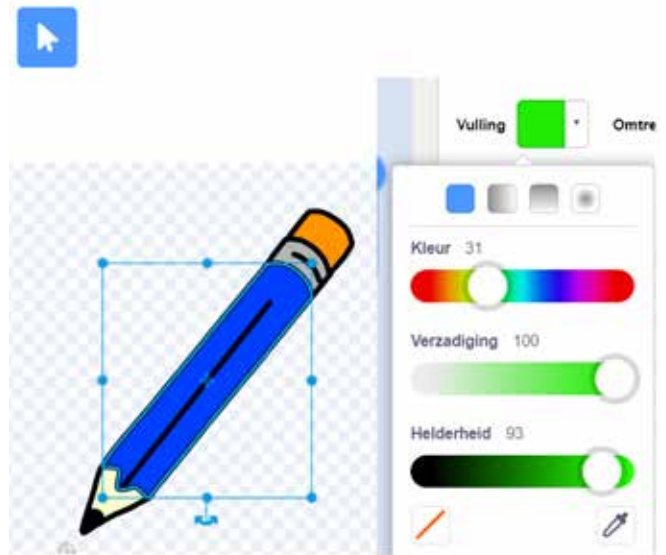 Vulling
Omtre
Kleur 31
Verzadiging 100
Helderheid 93